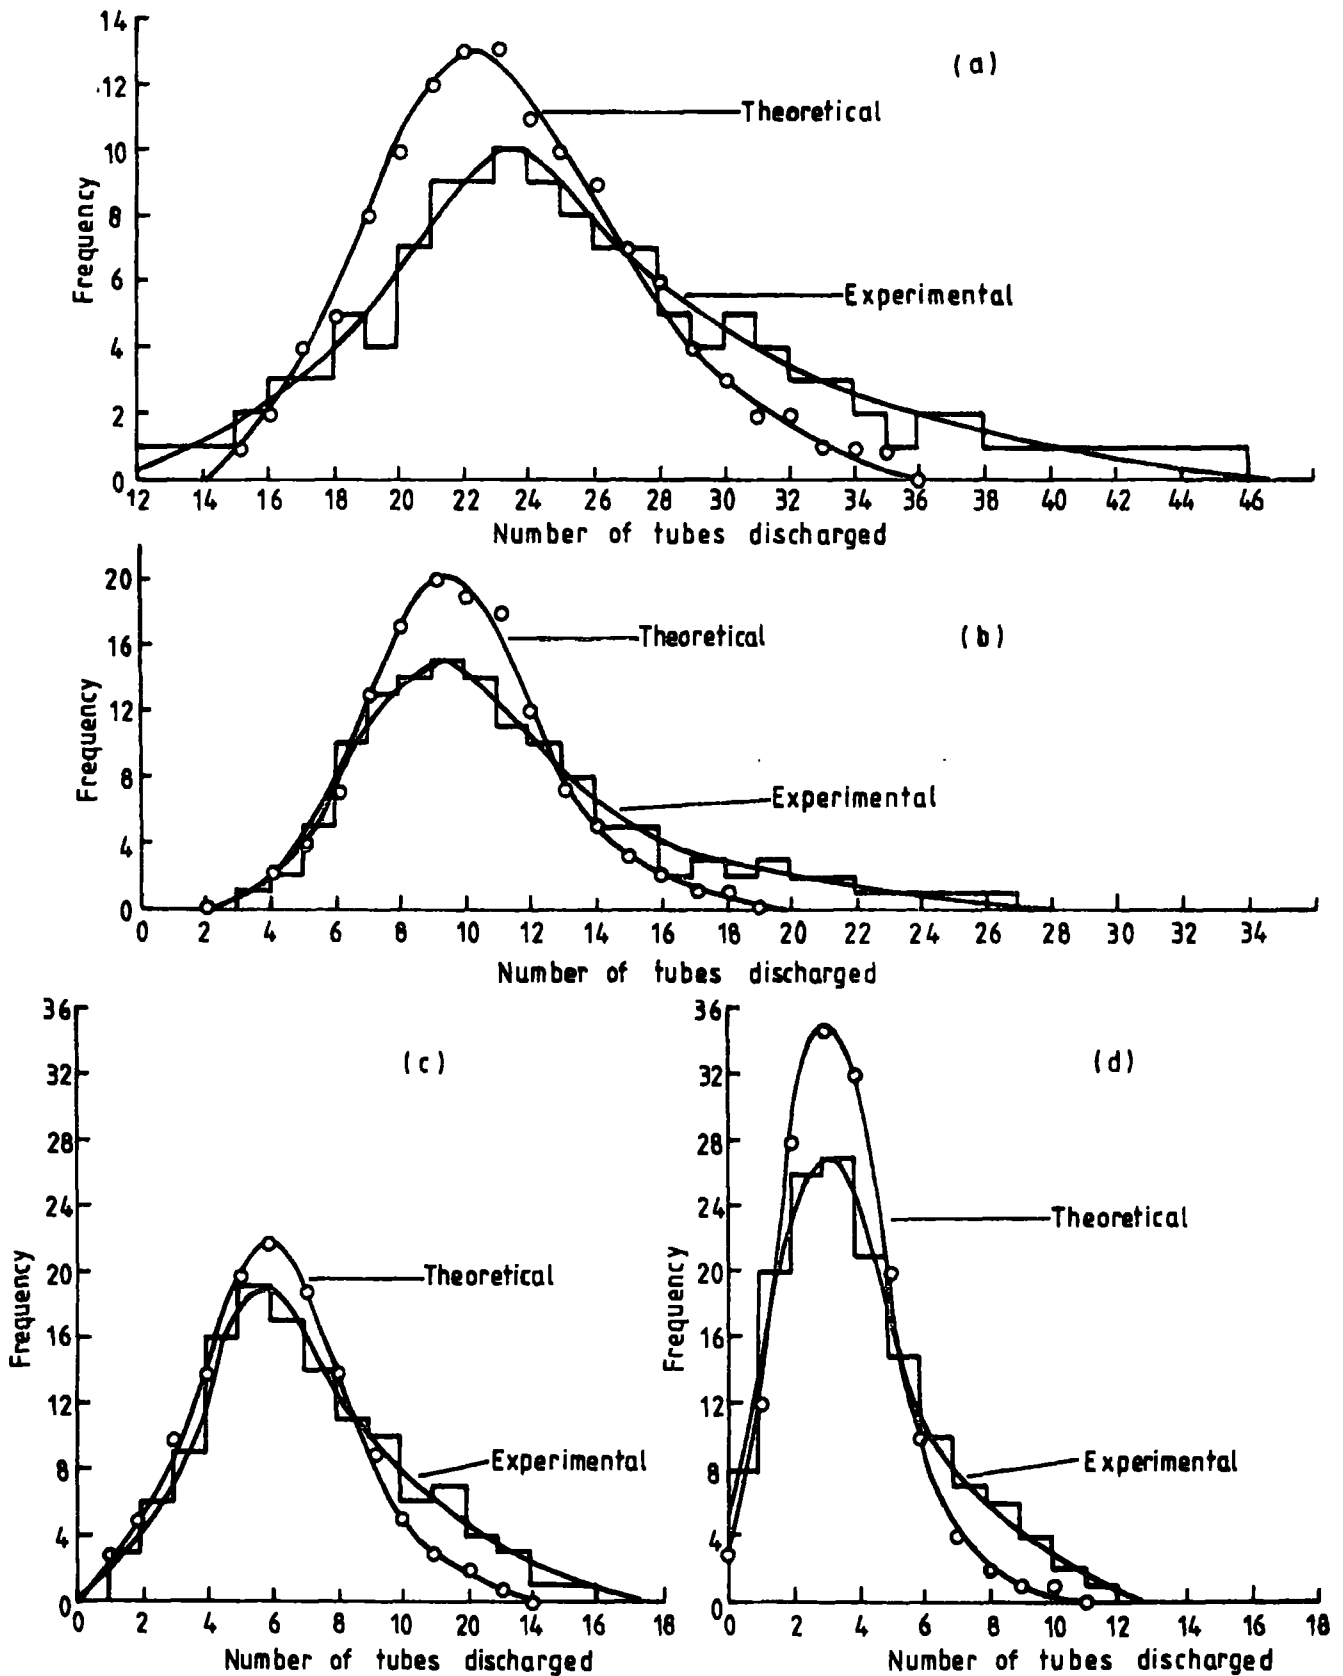 14
12
10
8
6
4
2
0
Frequency
(a)
Theoretical
Experimental
12 14 16 18 20 22 24 26 28 30 32 34 36 38 40 42 44 46
Number of tubes discharged
20
16
12
8
4
0
Frequency
(b)
Theoretical
Experimental
0 2 4 6 8 10 12 14 16 18 20 22 24 26 28 30 32 34
Number of tubes discharged
36
32
28
24
20
16
12
8
4
0
Frequency
(c)
Theoretical
Experimental
0 2 4 6 8 10 20 14 16 18
Number of tubes discharged
36
32
28
24
20
16
12
8
4
0
Frequency
(d)
Theoretical
Experimental
0 2 4 6 8 10 12 14 16 18
Number of tubes discharged